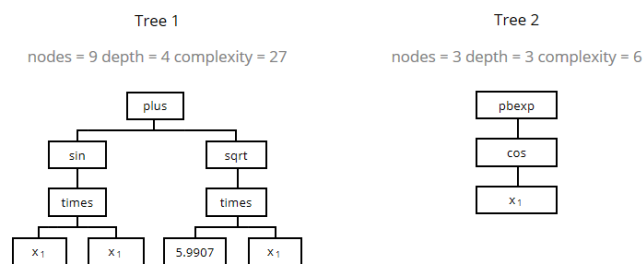 Tree 1
nodes = 9 depth = 4 complexity = 27
plus
sin sqrt
times times
x₁ x₁ 5.9907 x₁
Tree 2
nodes = 3 depth = 3 complexity = 6
pbexp
cos
x₁